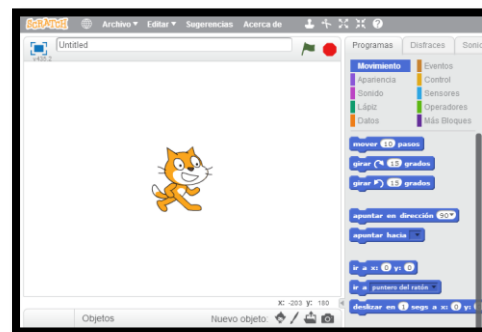 SCRATCH Archivo▼ Editar▼ Sugerencias Acerca de
Untitled
v435.2
Programas Disfraces Sonic
Movimiento Eventos
Apariencia Control
Sonido Sensores
Lápiz Operadores
Datos Más Bloques
mover 10 pasos
girar 15 grados
girar 15 grados
apuntar en dirección 90▼
apuntar hacia
ir a x: 0 y: 0
ir a puntero del ratón
deslizar en 1 segs a x: 0 y:
x: -203 y: 180
Objetos Nuevo objeto: